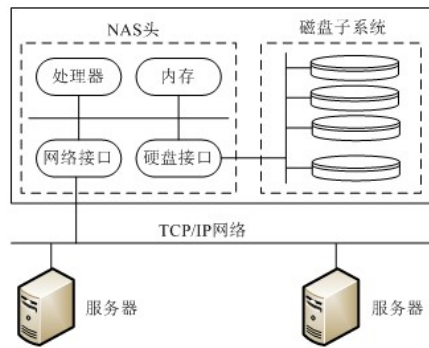 NAS头
磁盘子系统
处理器
内存
网络接口
硬盘接口
TCP/IP网络
服务器
服务器